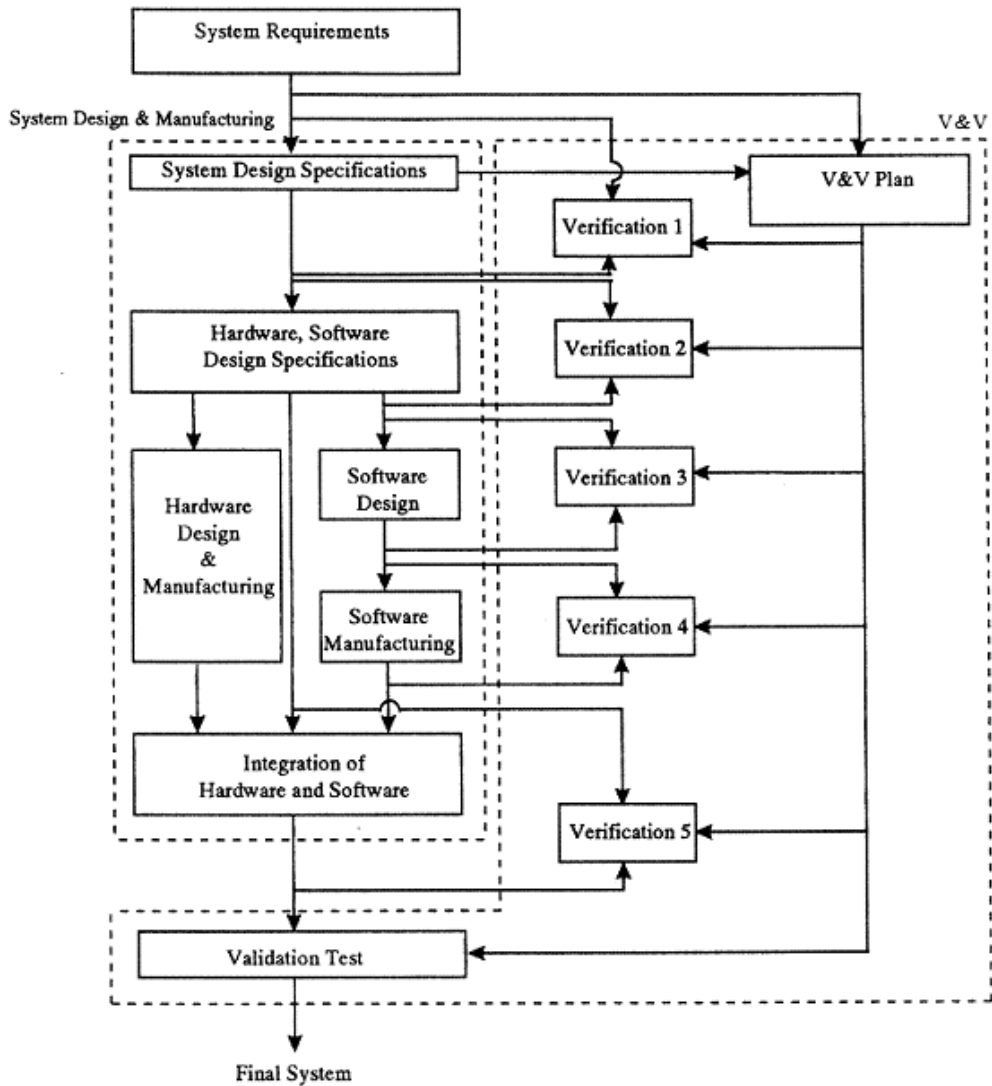 System Requirements
System Design & Manufacturing
V&V
System Design Specifications
V&V Plan
Verification 1
Hardware, Software
Design Specifications
Verification 2
Hardware
Design
&
Manufacturing
Software
Design
Verification 3
Software
Manufacturing
Verification 4
Integration of
Hardware and Software
Verification 5
Validation Test
Final System